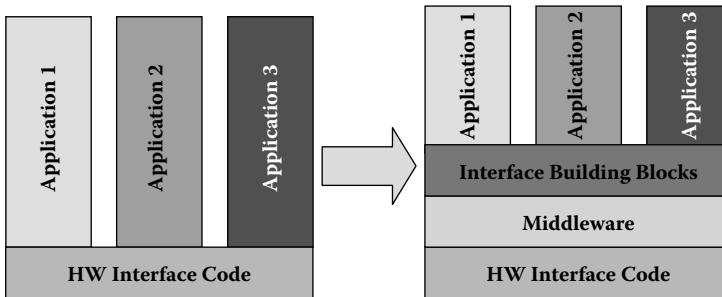 Application 1
Application 2
Application 3
HW Interface Code
Application 1
Application 2
Application 3
Interface Building Blocks
Middleware
HW Interface Code